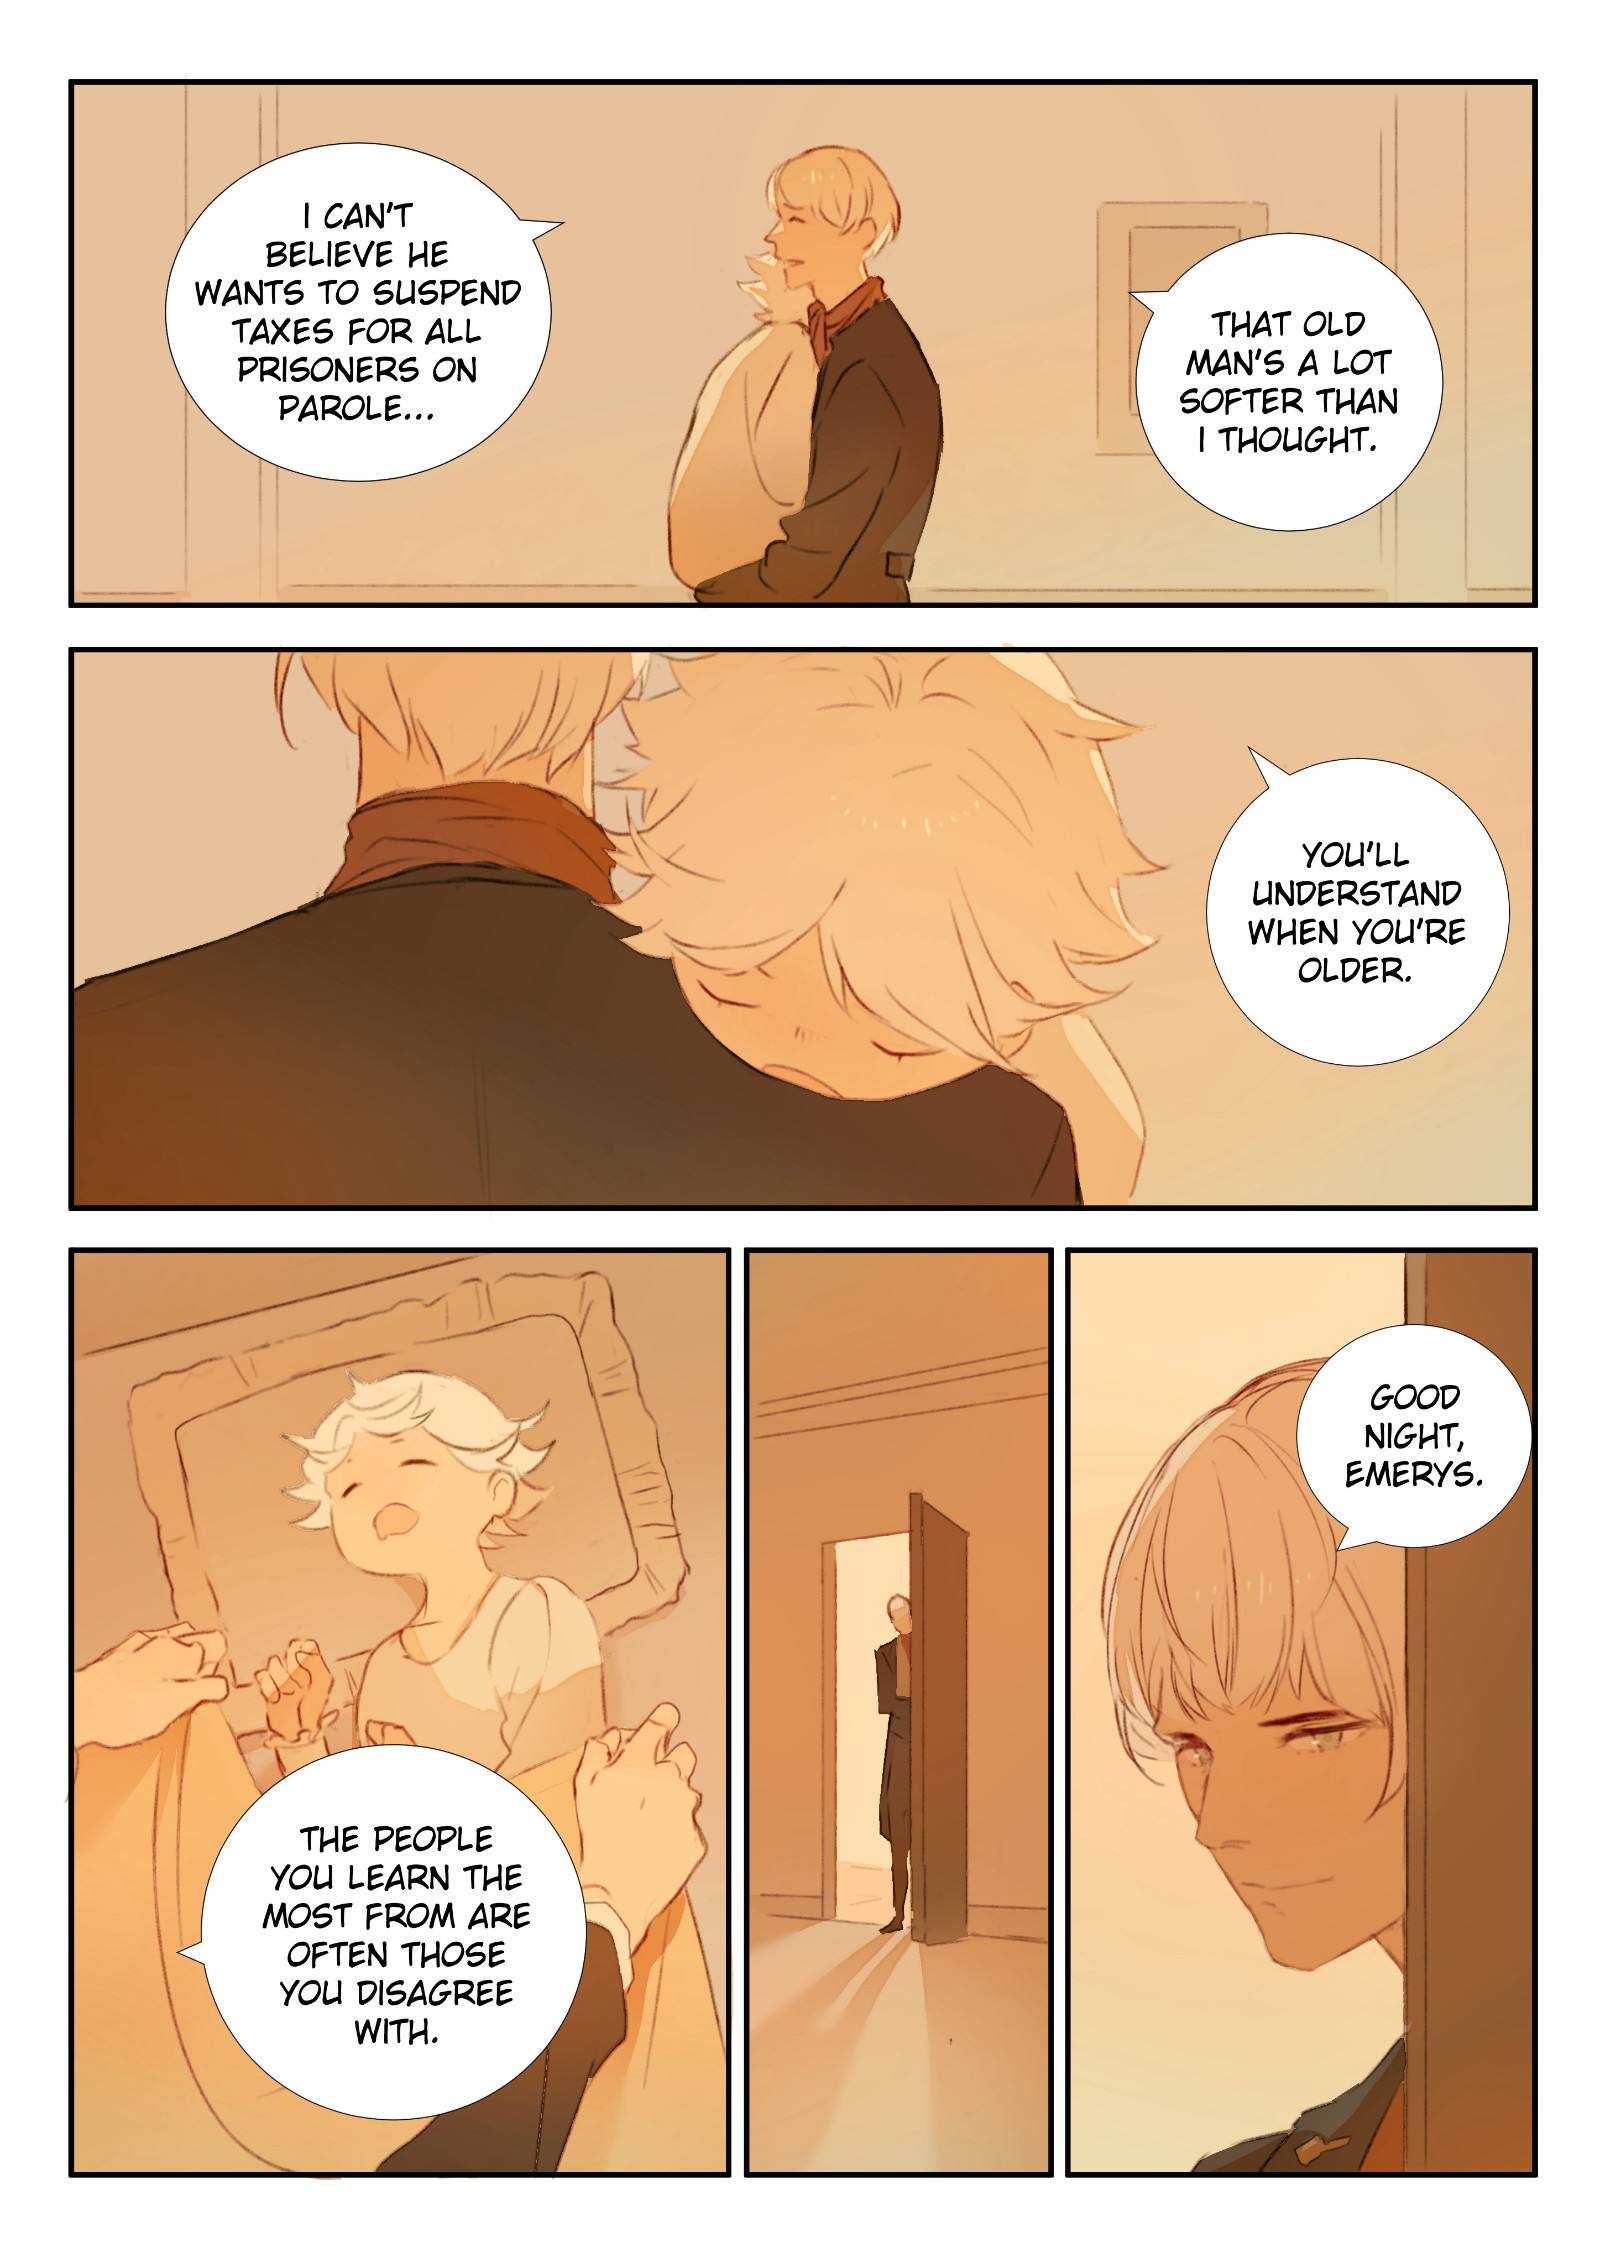 I CAN'T
BELIEVE HE
WANTS TO SUSPEND
TAXES FOR ALL
PRISONERS ON
PAROLE...
THAT OLD
MAN'S A LOT
SOFTER THAN
I THOUGHT.
YOU'LL
UNDERSTAND
WHEN YOU'RE
OLDER.
THE PEOPLE
YOU LEARN THE
MOST FROM ARE
OFTEN THOSE
YOU DISAGREE
WITH.
GOOD
NIGHT,
EMERYS.